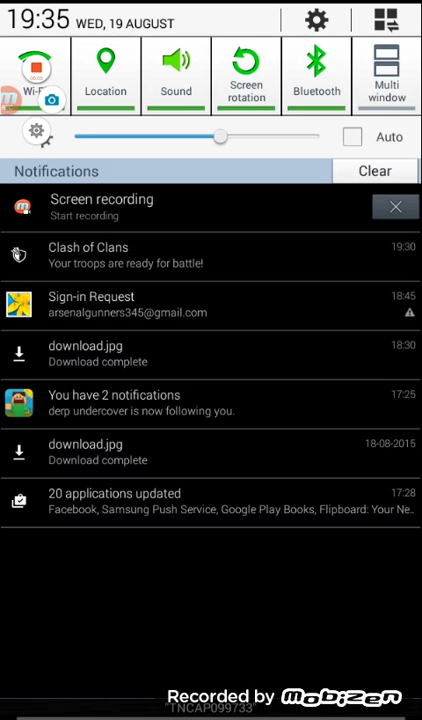 19:35 WED, 19 AUGUST
Wi-F
Location
Sound
Screen rotation
Bluetooth
Multi window
Auto
Notifications
Clear
Screen recording
Start recording
Clash of Clans
19:30
Your troops are ready for battle!
Sign-in Request
18:45
arsenalgunners345@gmail.com
download.jpg
18:30
Download complete
You have 2 notifications
17:25
derp undercover is now following you.
download.jpg
18-08-2015
Download complete
20 applications updated
17:28
Facebook, Samsung Push Service, Google Play Books, Flipboard: Your Ne..
Recorded by mobizen
"TNCAP099733"